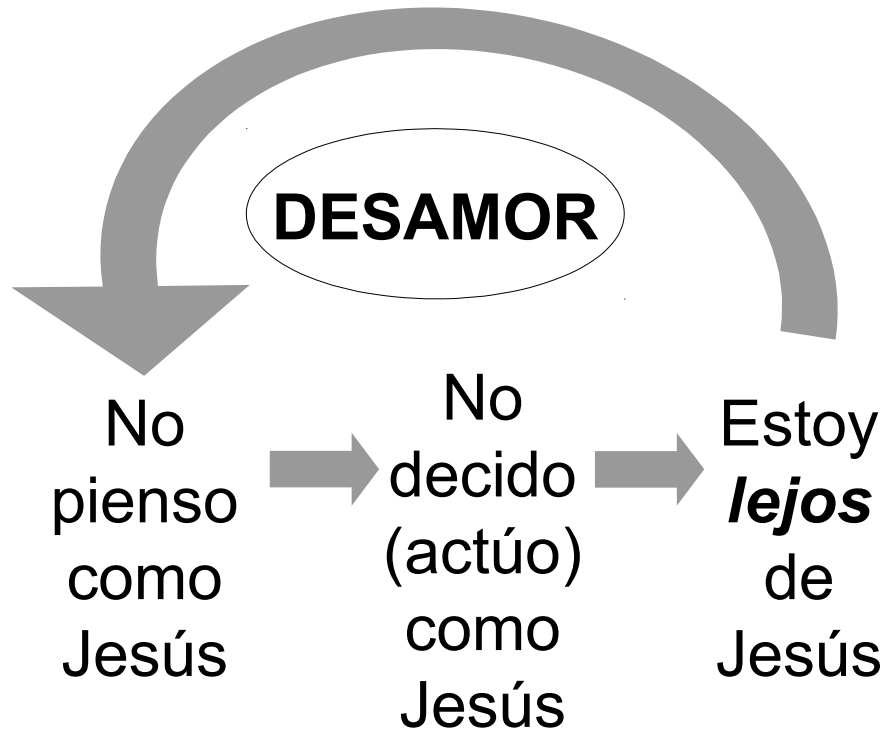 DESAMOR
No
pienso
como
Jesús
No
decido
(actúo)
como
Jesús
Estoy
lejos
de
Jesús